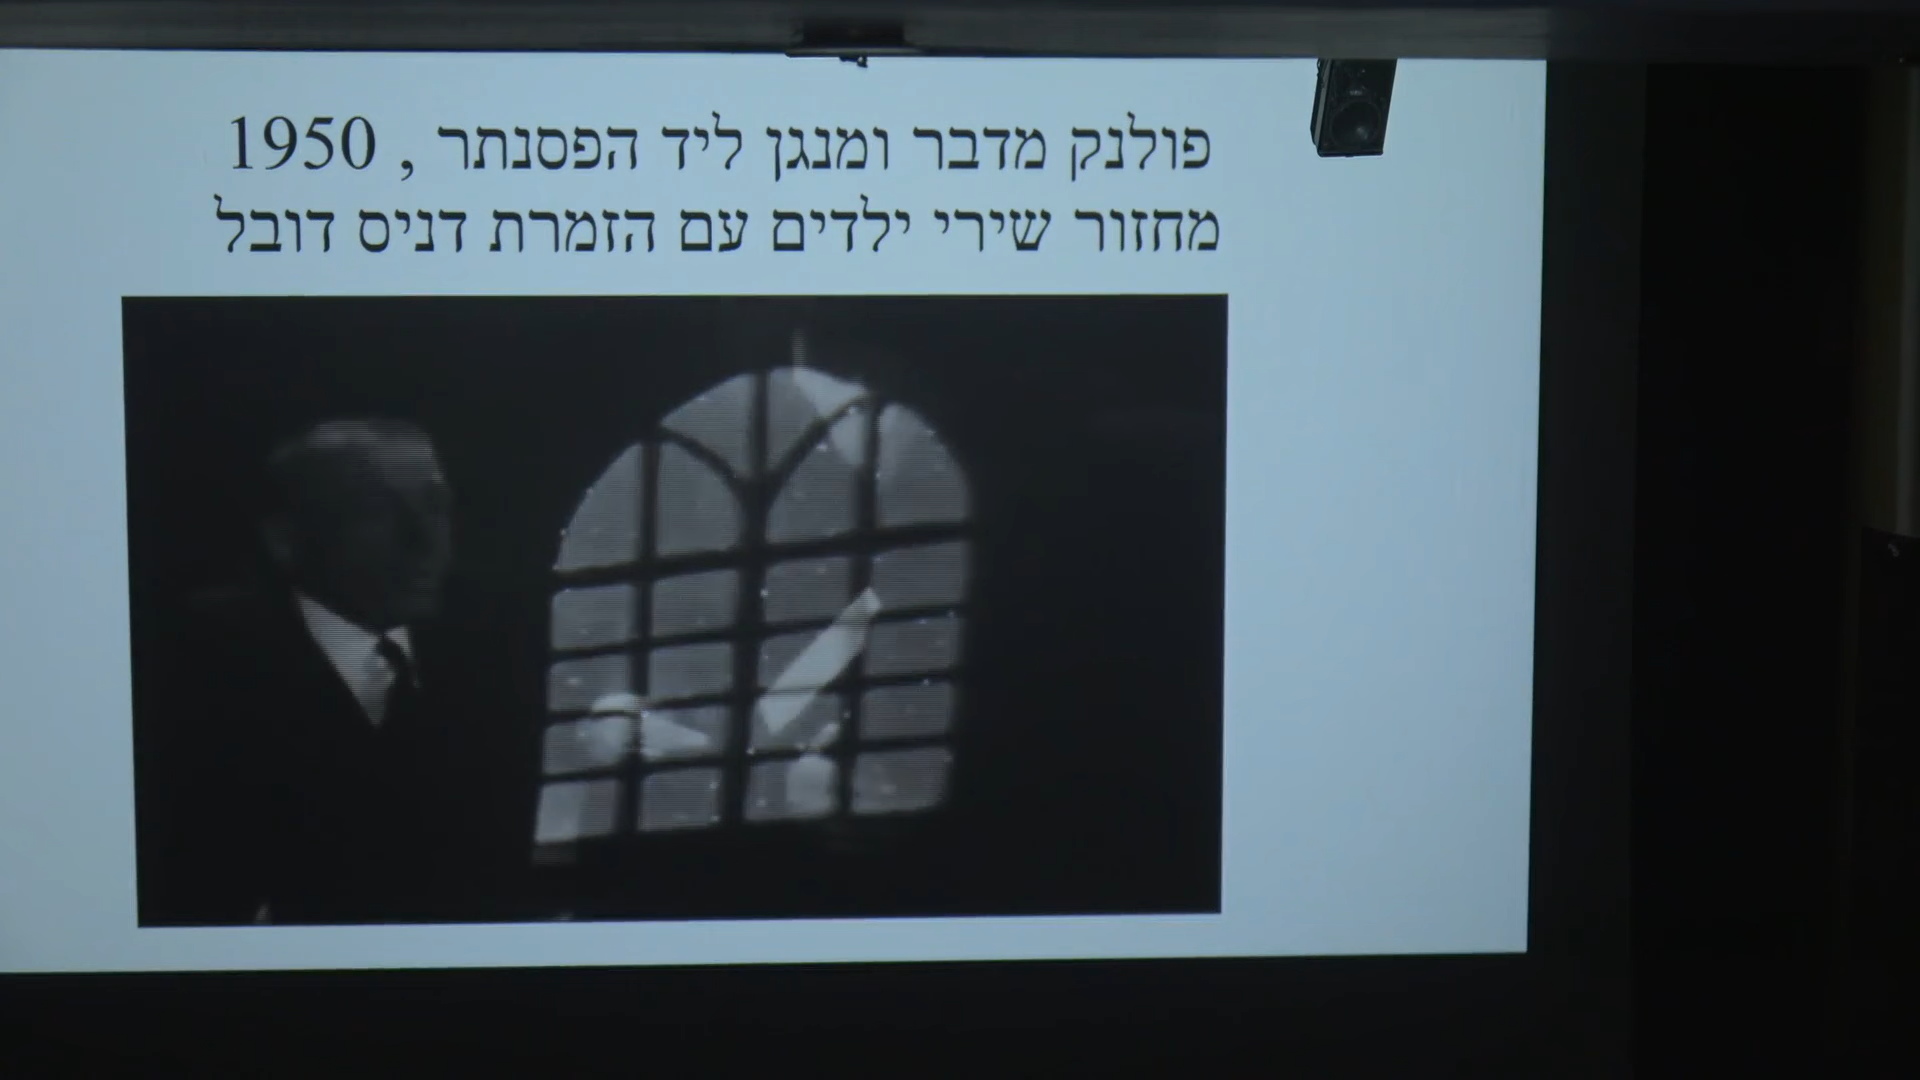 פולנק מדבר ומנגן ליד הפסנתר , 1950
מחזור שירי ילדים עם הזמרת דניס דובל